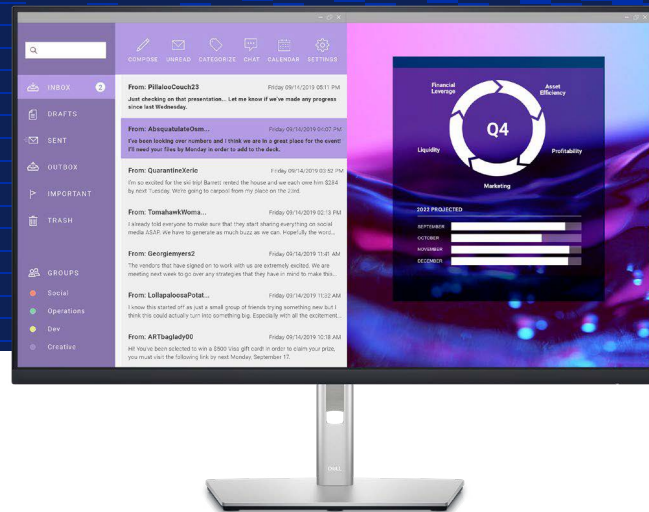 COMPOSE UNREAD CATEGORIZE CHAT CALENDAR SETTINGS
INBOX 2
DRAFTS
SENT
OUTBOX
IMPORTANT
TRASH
GROUPS
Social
Operations
Dev
Creative
From: PillalooCouch23 Friday 09/14/2019 05:11 PM
Just checking on that presentation... Let me know if we've made any progress
since last Wednesday.
From: AbsquatulateOsm... Friday 09/14/2019 04:07 PM
I've been looking over numbers and I think we are in a great place for the event!
I'll need your files by Monday in order to add to the deck.
From: QuarantineXeric Friday 09/14/2019 03:52 PM
I'm so excited for the ski trip! Barrett rented the house and we each owe him $284
by next Tuesday. We're going to carpool from my place on the 23rd.
From: TomahawkWoma... Friday 09/14/2019 02:13 PM
I already told everyone to make sure that they start sharing everything on social
media ASAP. We have to generate as much buzz as we can. Hopefully the word...
From: Georgiemyers2 Friday 09/14/2019 11:41 AM
The vendors that have signed on to work with us are extremely excited. We are
meeting next week to go over any strategies that they have in mind to make this...
From: LollapaloosaPotat... Friday 09/14/2019 11:32 AM
I know this started off as just a small group of friends trying something new but I
think this could actually turn into something big. Especially with all the excitement...
From: ARTbaglady00 Friday 09/14/2019 10:18 AM
Hi! You've been selected to win a $500 Visa gift card! In order to claim your prize,
you must visit the following link by next Monday, September 17.
Financial
Leverage
Asset
Efficiency
Q4
Liquidity
Profitability
Marketing
2022 PROJECTED
SEPTEMBER
OCTOBER
NOVEMBER
DECEMBER
DELL